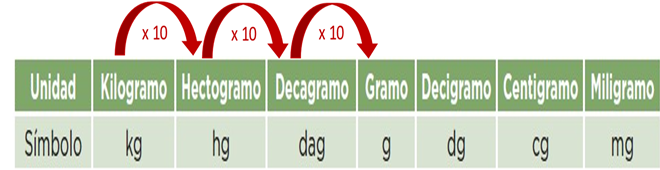 x 10 x 10 x 10
Unidad Kilogramo Hectogramo Decagramo Gramo Decigramo Centigramo Miligramo
Símbolo kg hg dag g dg cg mg